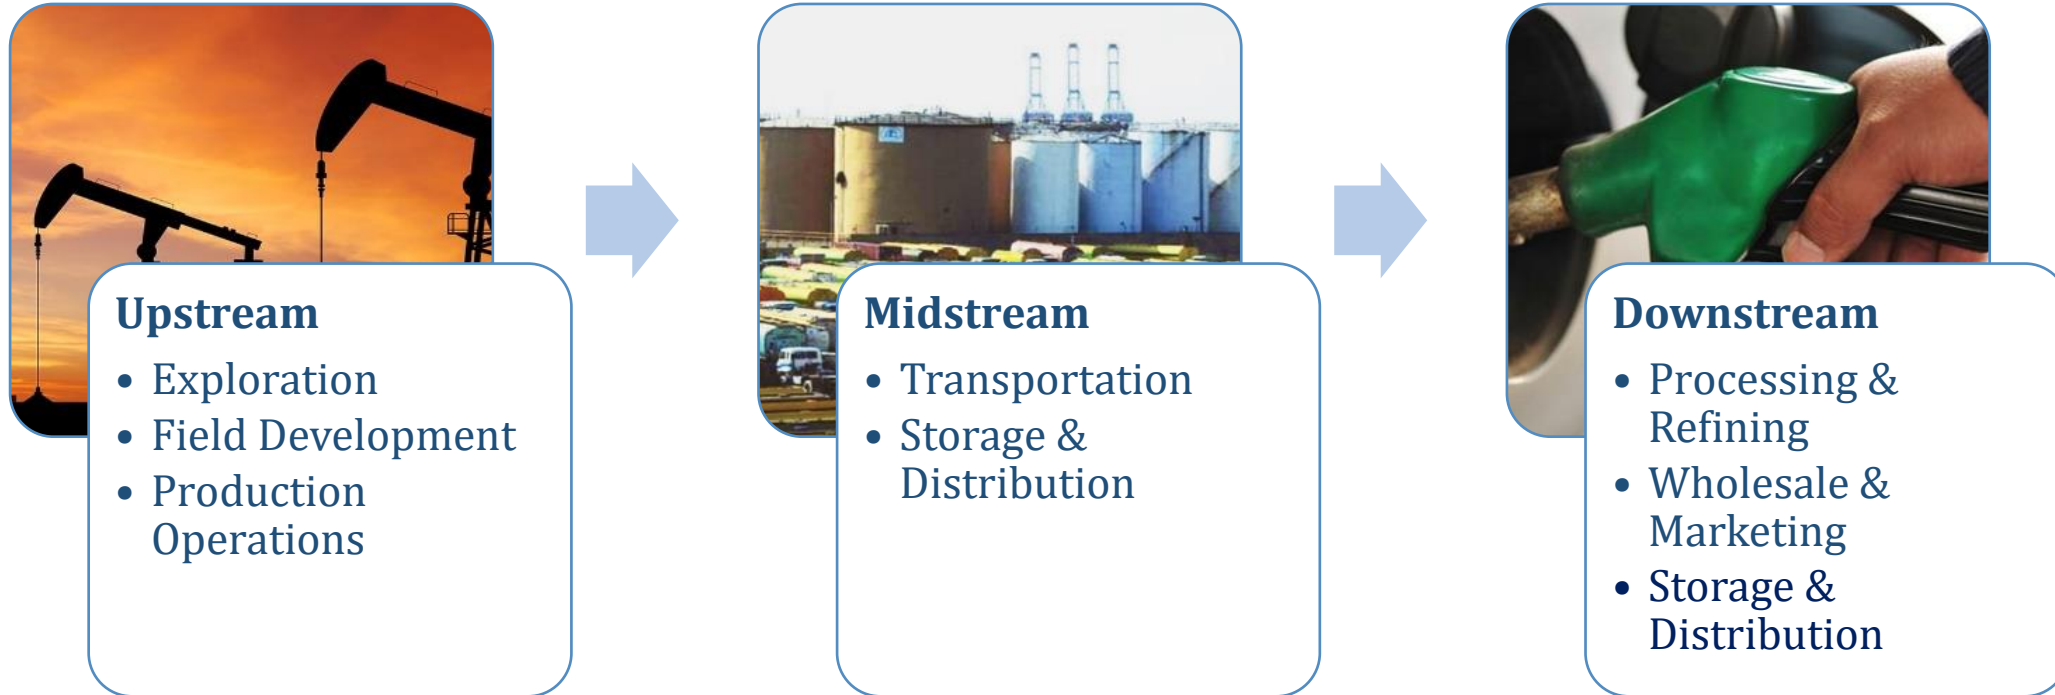 Upstream
• Exploration
• Field Development
• Production
Operations
Midstream
• Transportation
• Storage &
Distribution
Downstream
• Processing &
Refining
• Wholesale &
Marketing
• Storage &
Distribution